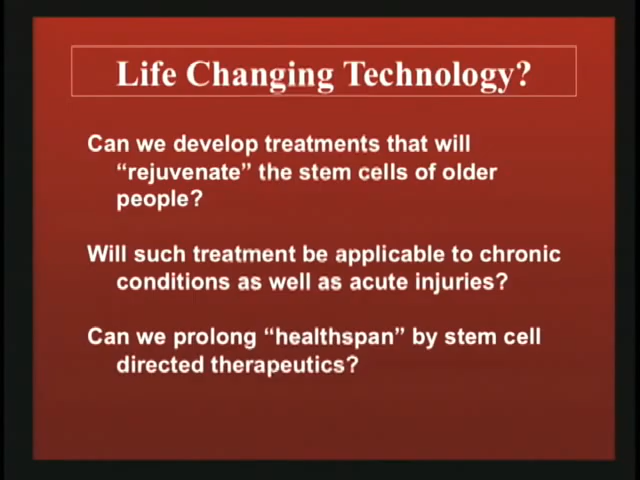 Life Changing Technology?
Can we develop treatments that will
“rejuvenate” the stem cells of older
people?
Will such treatment be applicable to chronic
conditions as well as acute injuries?
Can we prolong “healthspan” by stem cell
directed therapeutics?